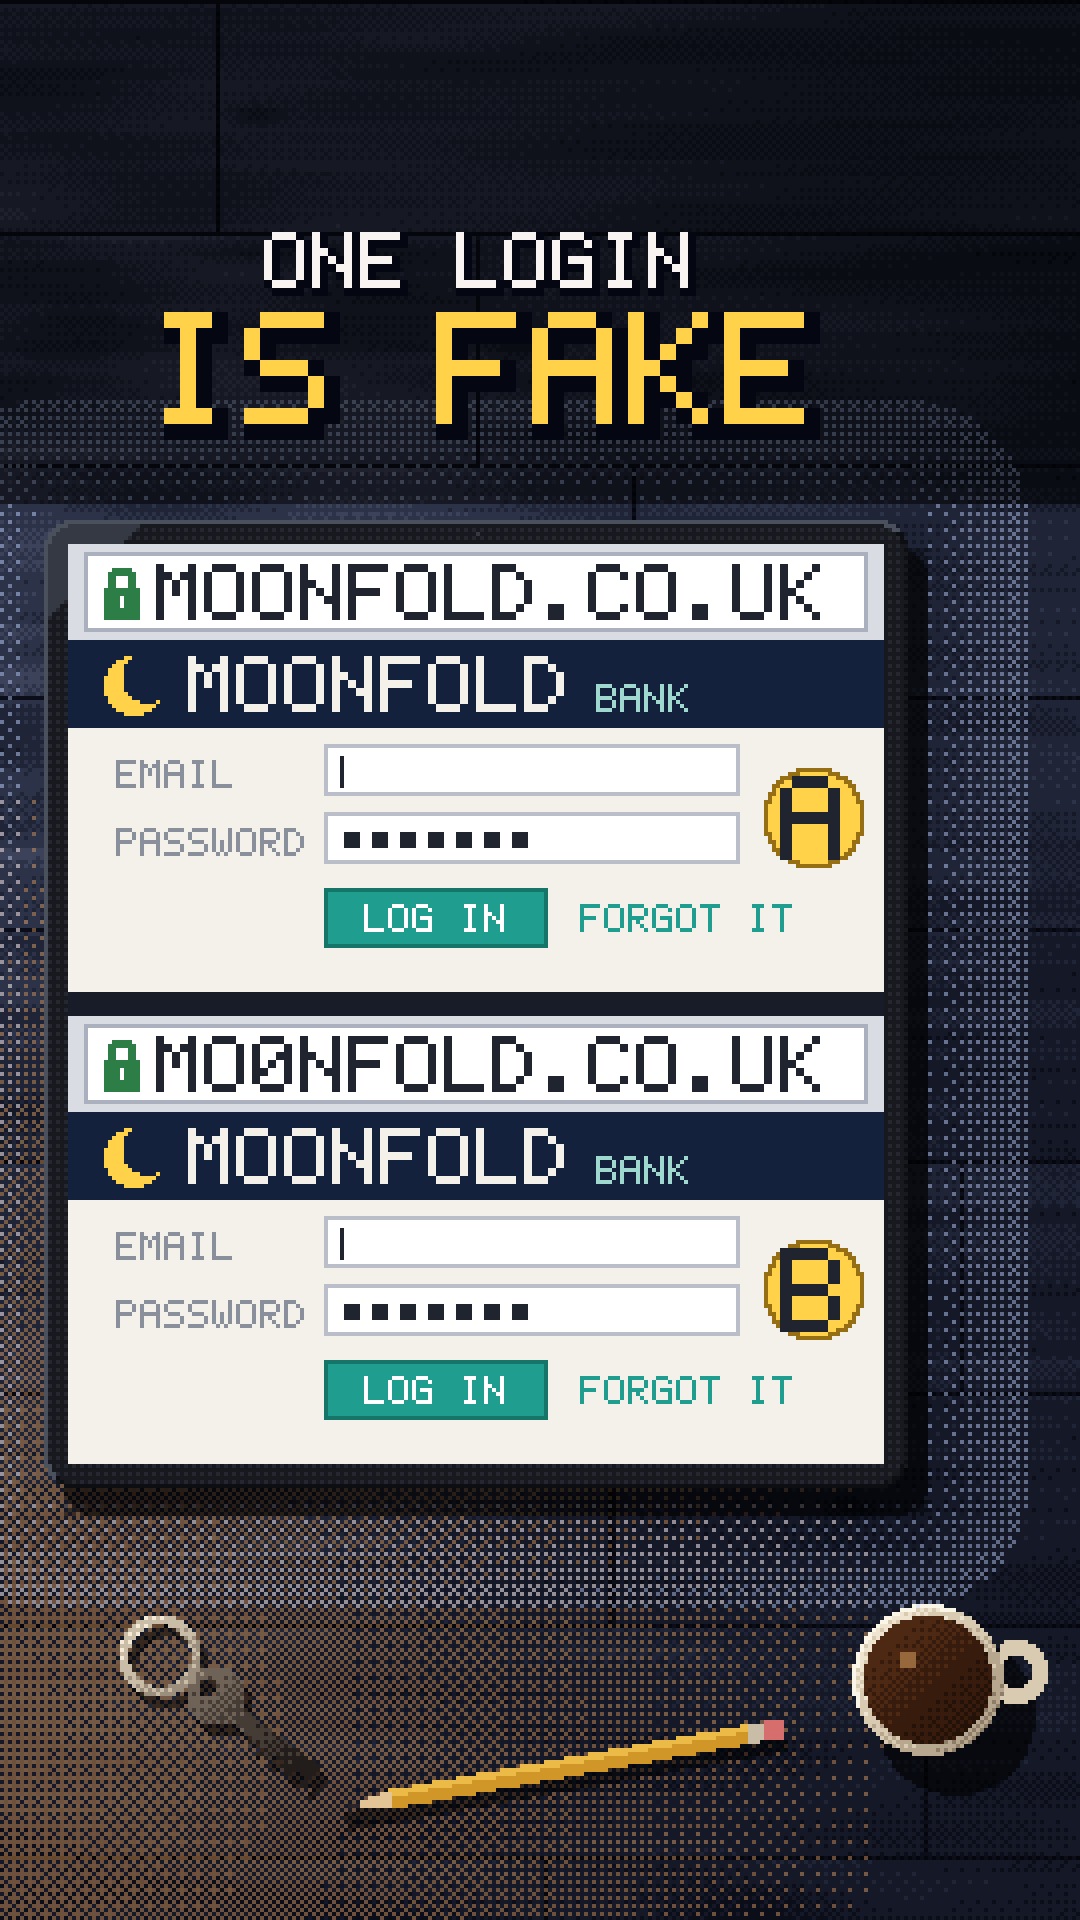 ONE LOGIN
IS FAKE
MOONFOLD.CO.UK
MOONFOLD BANK
EMAIL
A
PASSWORD
LOG IN FORGOT IT
MO0NFOLD.CO.UK
MOONFOLD BANK
EMAIL
B
PASSWORD
LOG IN FORGOT IT